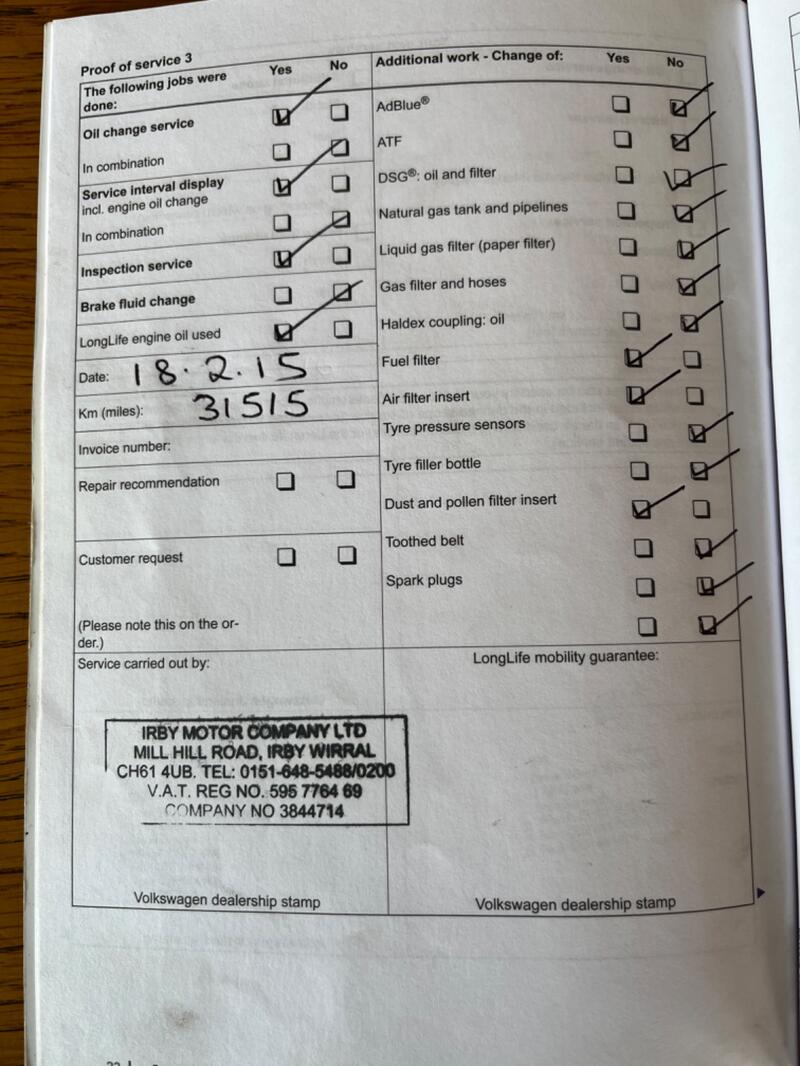 Proof of service 3
The following jobs were done: Yes No
Oil change service
In combination
Service interval display
incl. engine oil change
In combination
Inspection service
Brake fluid change
LongLife engine oil used
Date: 18.2.15
Km (miles): 31515
Invoice number:
Repair recommendation
Customer request
(Please note this on the or-
der.)
Additional work - Change of: Yes No
AdBlue®
ATF
DSG®: oil and filter
Natural gas tank and pipelines
Liquid gas filter (paper filter)
Gas filter and hoses
Haldex coupling: oil
Fuel filter
Air filter insert
Tyre pressure sensors
Tyre filler bottle
Dust and pollen filter insert
Toothed belt
Spark plugs
Service carried out by:
IRBY MOTOR COMPANY LTD
MILL HILL ROAD, IRBY WIRRAL
CH61 4UB. TEL: 0151-648-5488/0200
V.A.T. REG NO. 595 7764 69
COMPANY NO 3844714
Volkswagen dealership stamp
LongLife mobility guarantee:
Volkswagen dealership stamp